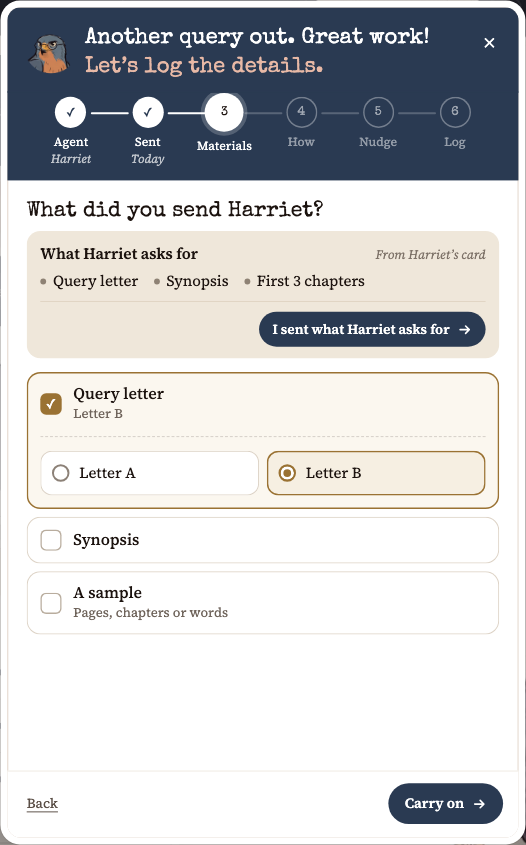 Another query out. Great work!
Let's log the details.
3
4
5
6
Agent
Sent
Materials
How
Nudge
Log
Harriet
Today
What did you send Harriet?
What Harriet asks for
From Harriet's card
Query letter
Synopsis
First 3 chapters
I sent what Harriet asks for →
Query letter
Letter B
Letter A
Letter B
Synopsis
A sample
Pages, chapters or words
Back
Carry on →